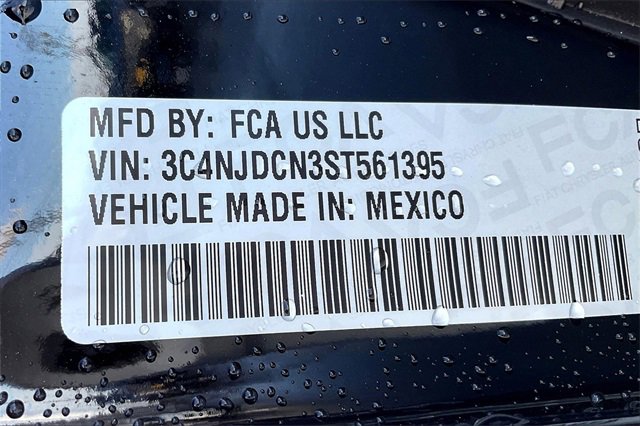 MFD BY: FCA US LLC
VIN: 3C4NJDCN3ST561395
VEHICLE MADE IN: MEXICO